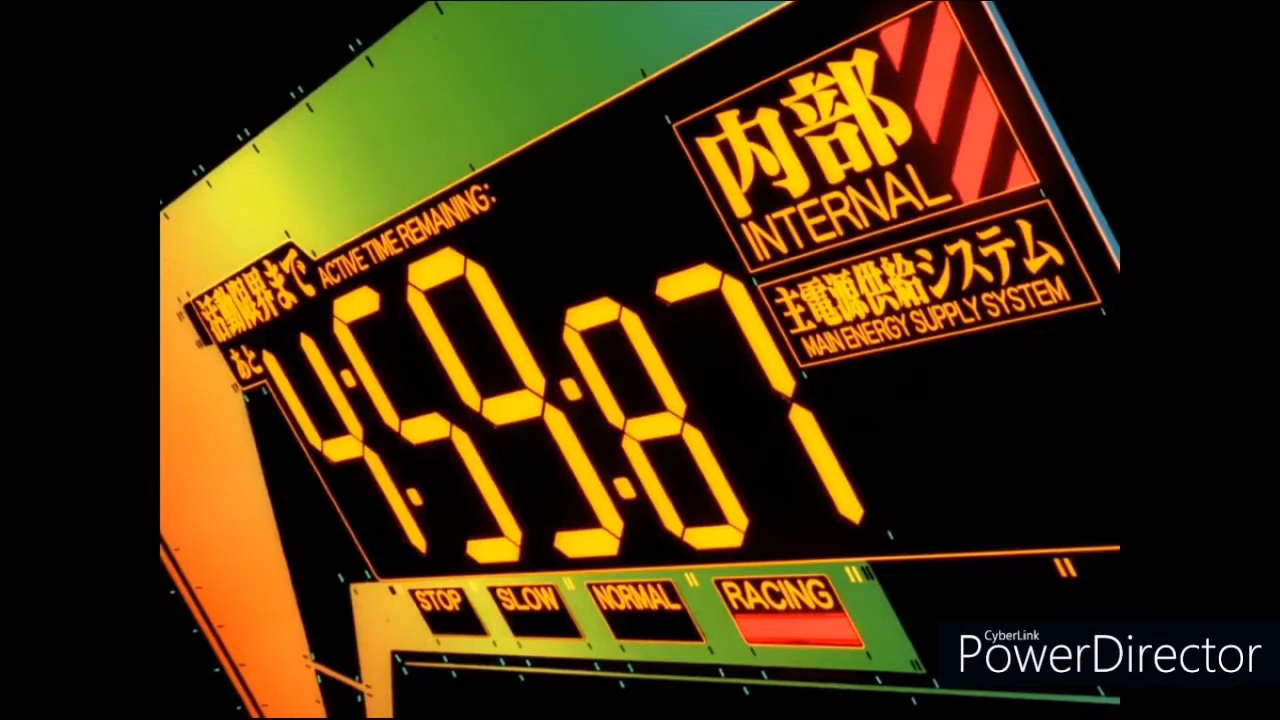 内部
INTERNAL
主電源供給システム
MAIN ENERGY SUPPLY SYSTEM
活動限界まで
ACTIVE TIME REMAINING:
あと
4:59:87
STOP
SLOW
NORMAL
RACING
CyberLink
PowerDirector